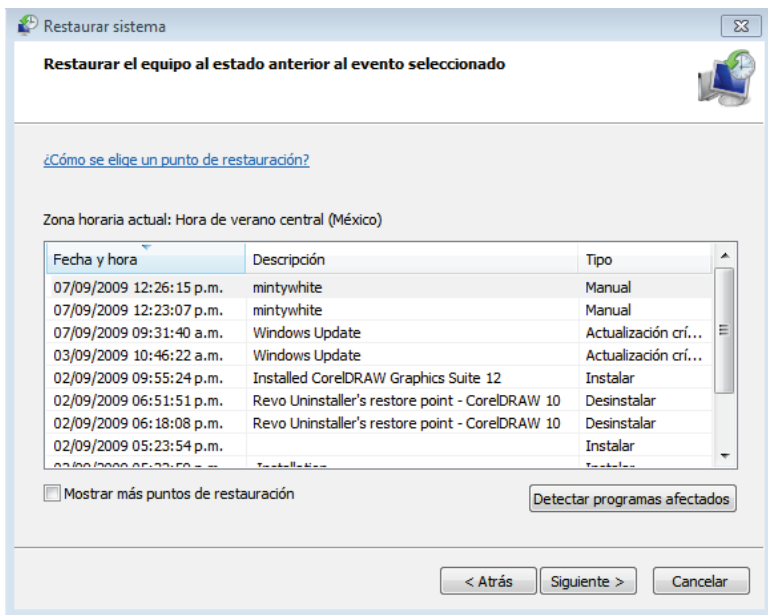 Restaurar sistema
Restaurar el equipo al estado anterior al evento seleccionado
¿Cómo se elige un punto de restauración?
Zona horaria actual: Hora de verano central (México)
Fecha y hora Descripción Tipo
07/09/2009 12:26:15 p.m. mintywhite Manual
07/09/2009 12:23:07 p.m. mintywhite Manual
07/09/2009 09:31:40 a.m. Windows Update Actualización crí...
03/09/2009 10:46:22 a.m. Windows Update Actualización crí...
02/09/2009 09:55:24 p.m. Installed CorelDRAW Graphics Suite 12 Instalar
02/09/2009 06:51:51 p.m. Revo Uninstaller's restore point - CorelDRAW 10 Desinstalar
02/09/2009 06:18:08 p.m. Revo Uninstaller's restore point - CorelDRAW 10 Desinstalar
02/09/2009 05:23:54 p.m. Instalar
Mostrar más puntos de restauración Detectar programas afectados
< Atrás Siguiente > Cancelar